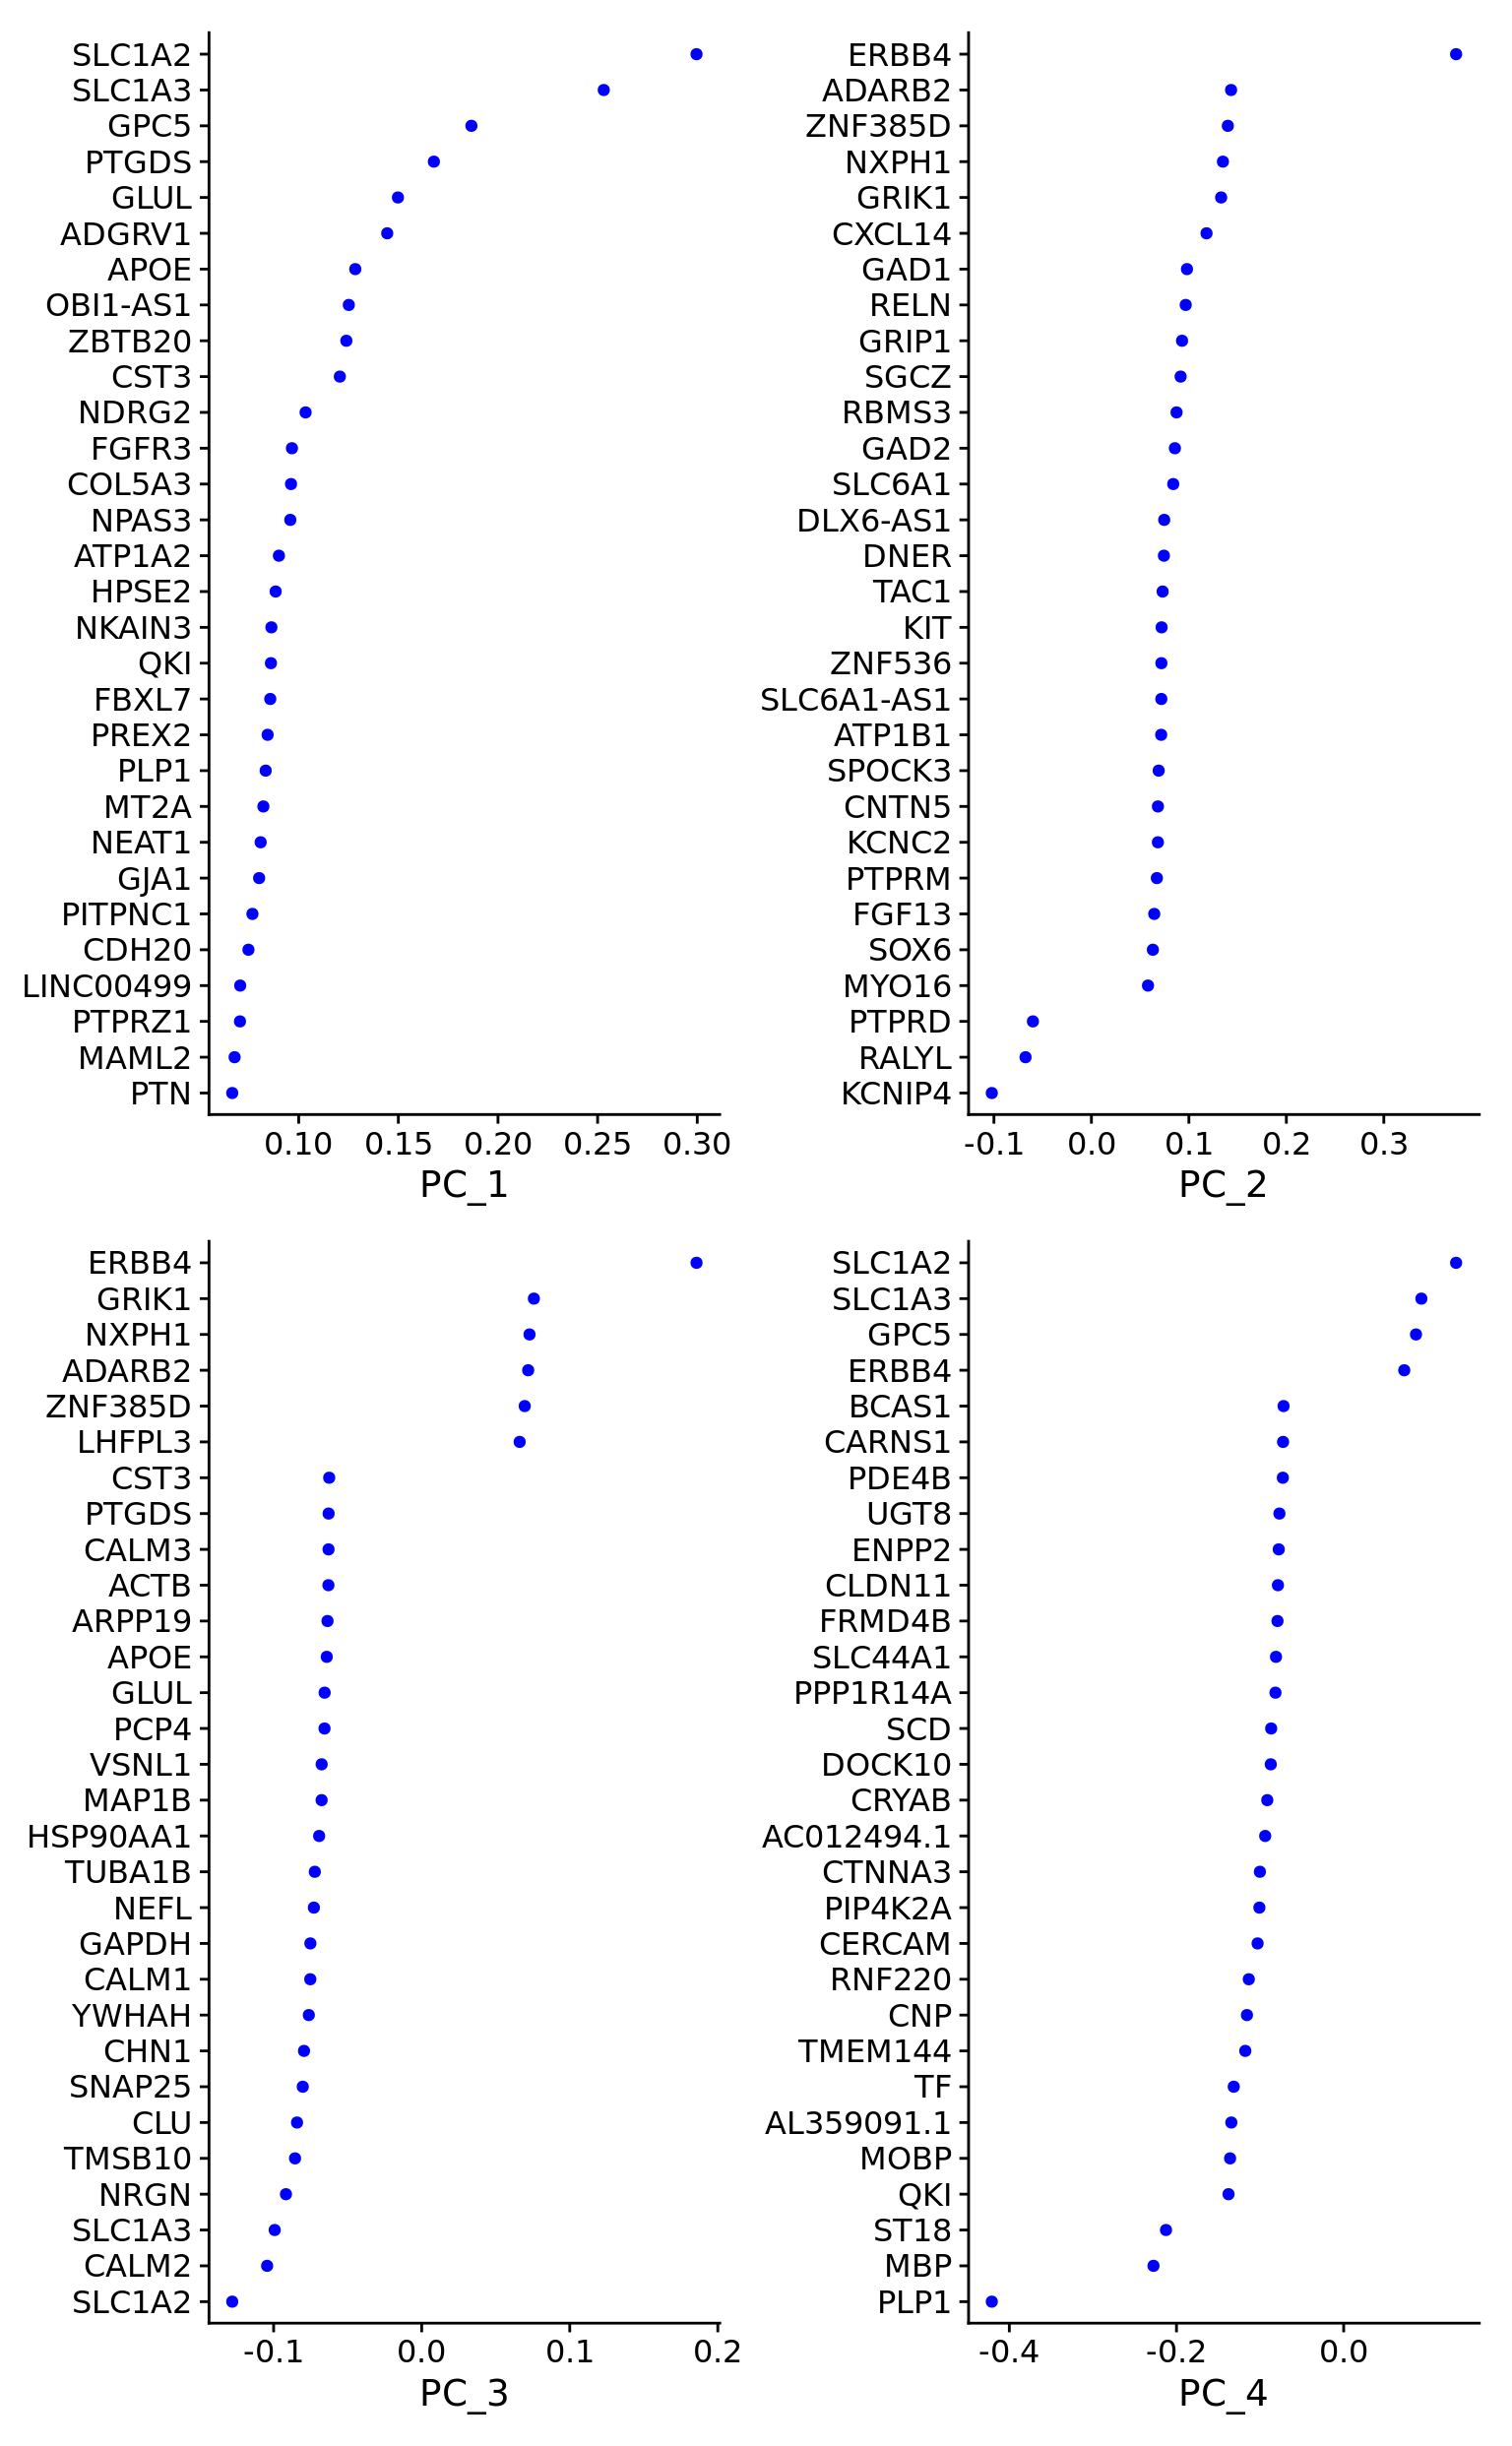 SLC1A2
SLC1A3
GPC5
PTGDS
GLUL
ADGRV1
APOE
OBI1-AS1
ZBTB20
CST3
NDRG2
FGFR3
COL5A3
NPAS3
ATP1A2
HPSE2
NKAIN3
QKI
FBXL7
PREX2
PLP1
MT2A
NEAT1
GJA1
PITPNC1
CDH20
LINC00499
PTPRZ1
MAML2
PTN
0.10 0.15 0.20 0.25 0.30
PC_1
ERBB4
ADARB2
ZNF385D
NXPH1
GRIK1
CXCL14
GAD1
RELN
GRIP1
SGCZ
RBMS3
GAD2
SLC6A1
DLX6-AS1
DNER
TAC1
KIT
ZNF536
SLC6A1-AS1
ATP1B1
SPOCK3
CNTN5
KCNC2
PTPRM
FGF13
SOX6
MYO16
PTPRD
RALYL
KCNIP4
-0.1 0.0 0.1 0.2 0.3
PC_2
ERBB4
GRIK1
NXPH1
ADARB2
ZNF385D
LHFPL3
CST3
PTGDS
CALM3
ACTB
ARPP19
APOE
GLUL
PCP4
VSNL1
MAP1B
HSP90AA1
TUBA1B
NEFL
GAPDH
CALM1
YWHAH
CHN1
SNAP25
CLU
TMSB10
NRGN
SLC1A3
CALM2
SLC1A2
-0.1 0.0 0.1 0.2
PC_3
SLC1A2
SLC1A3
GPC5
ERBB4
BCAS1
CARNS1
PDE4B
UGT8
ENPP2
CLDN11
FRMD4B
SLC44A1
PPP1R14A
SCD
DOCK10
CRYAB
AC012494.1
CTNNA3
PIP4K2A
CERCAM
RNF220
CNP
TMEM144
TF
AL359091.1
MOBP
QKI
ST18
MBP
PLP1
-0.4 -0.2 0.0
PC_4